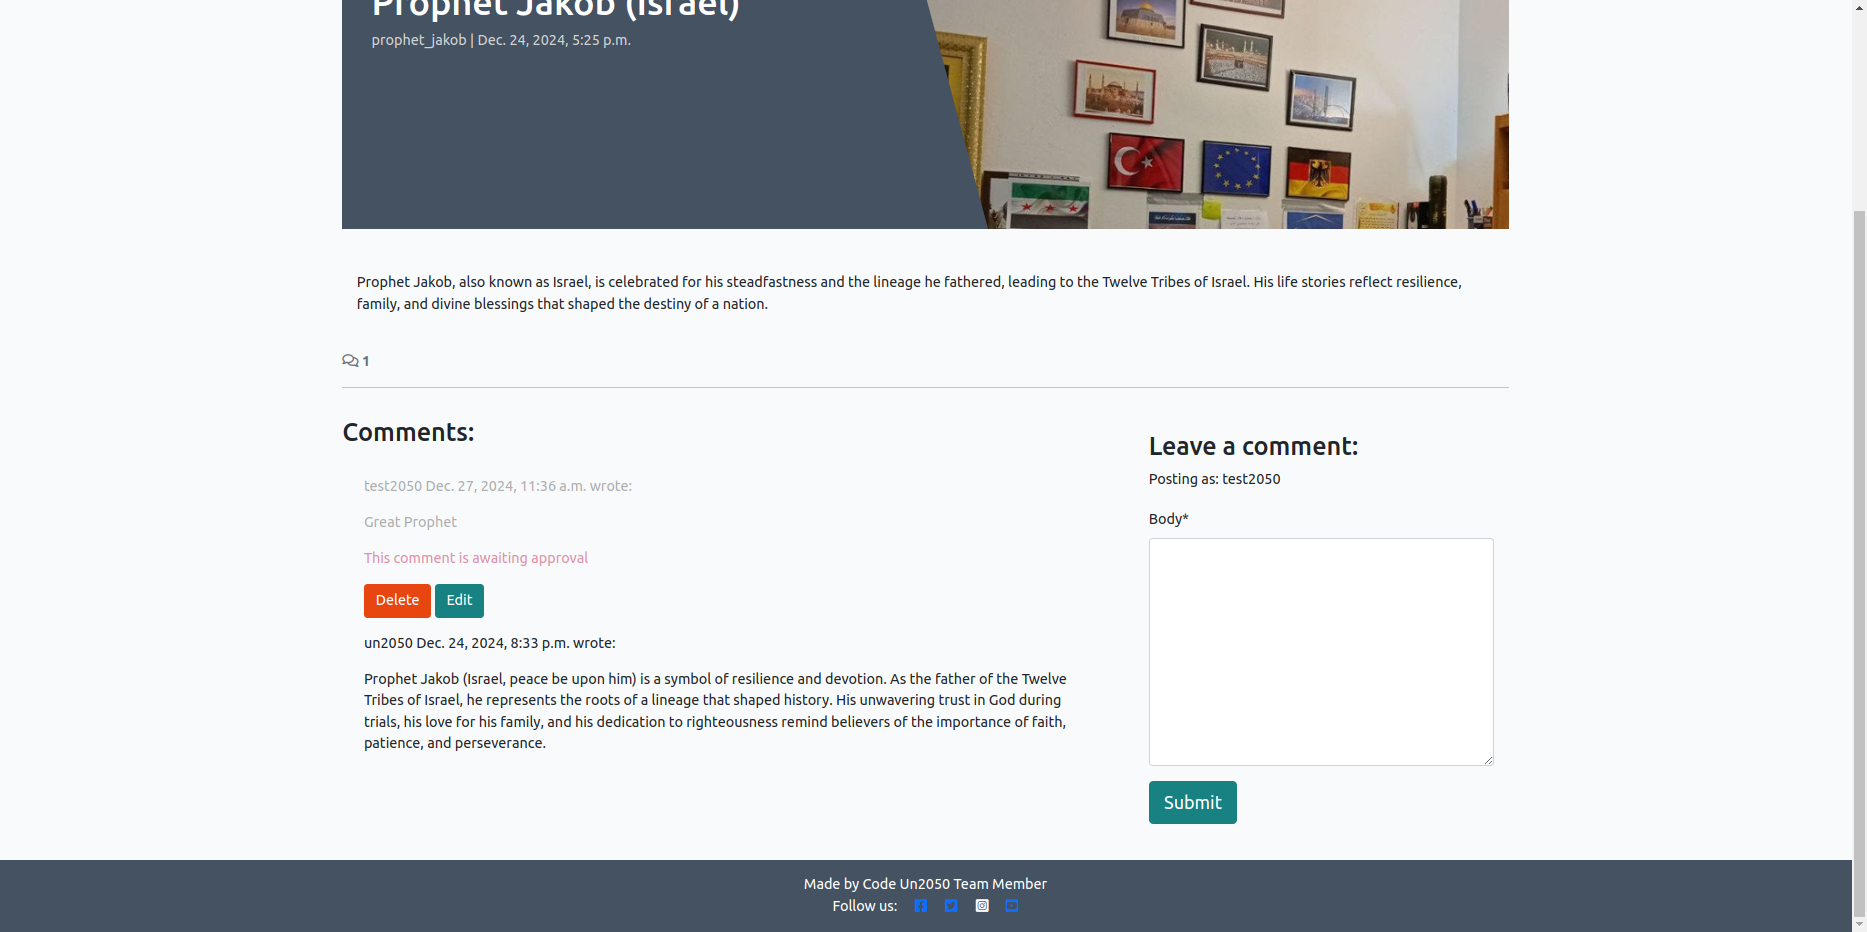 Prophet Jakob (Israel)
prophet_jakob | Dec. 24, 2024, 5:25 p.m.
Prophet Jakob, also known as Israel, is celebrated for his steadfastness and the lineage he fathered, leading to the Twelve Tribes of Israel. His life stories reflect resilience,
family, and divine blessings that shaped the destiny of a nation.
1
Comments:
test2050 Dec. 27, 2024, 11:36 a.m. wrote:
Great Prophet
This comment is awaiting approval
Delete Edit
un2050 Dec. 24, 2024, 8:33 p.m. wrote:
Prophet Jakob (Israel, peace be upon him) is a symbol of resilience and devotion. As the father of the Twelve
Tribes of Israel, he represents the roots of a lineage that shaped history. His unwavering trust in God during
trials, his love for his family, and his dedication to righteousness remind believers of the importance of faith,
patience, and perseverance.
Leave a comment:
Posting as: test2050
Body*
Submit
Made by Code Un2050 Team Member
Follow us: